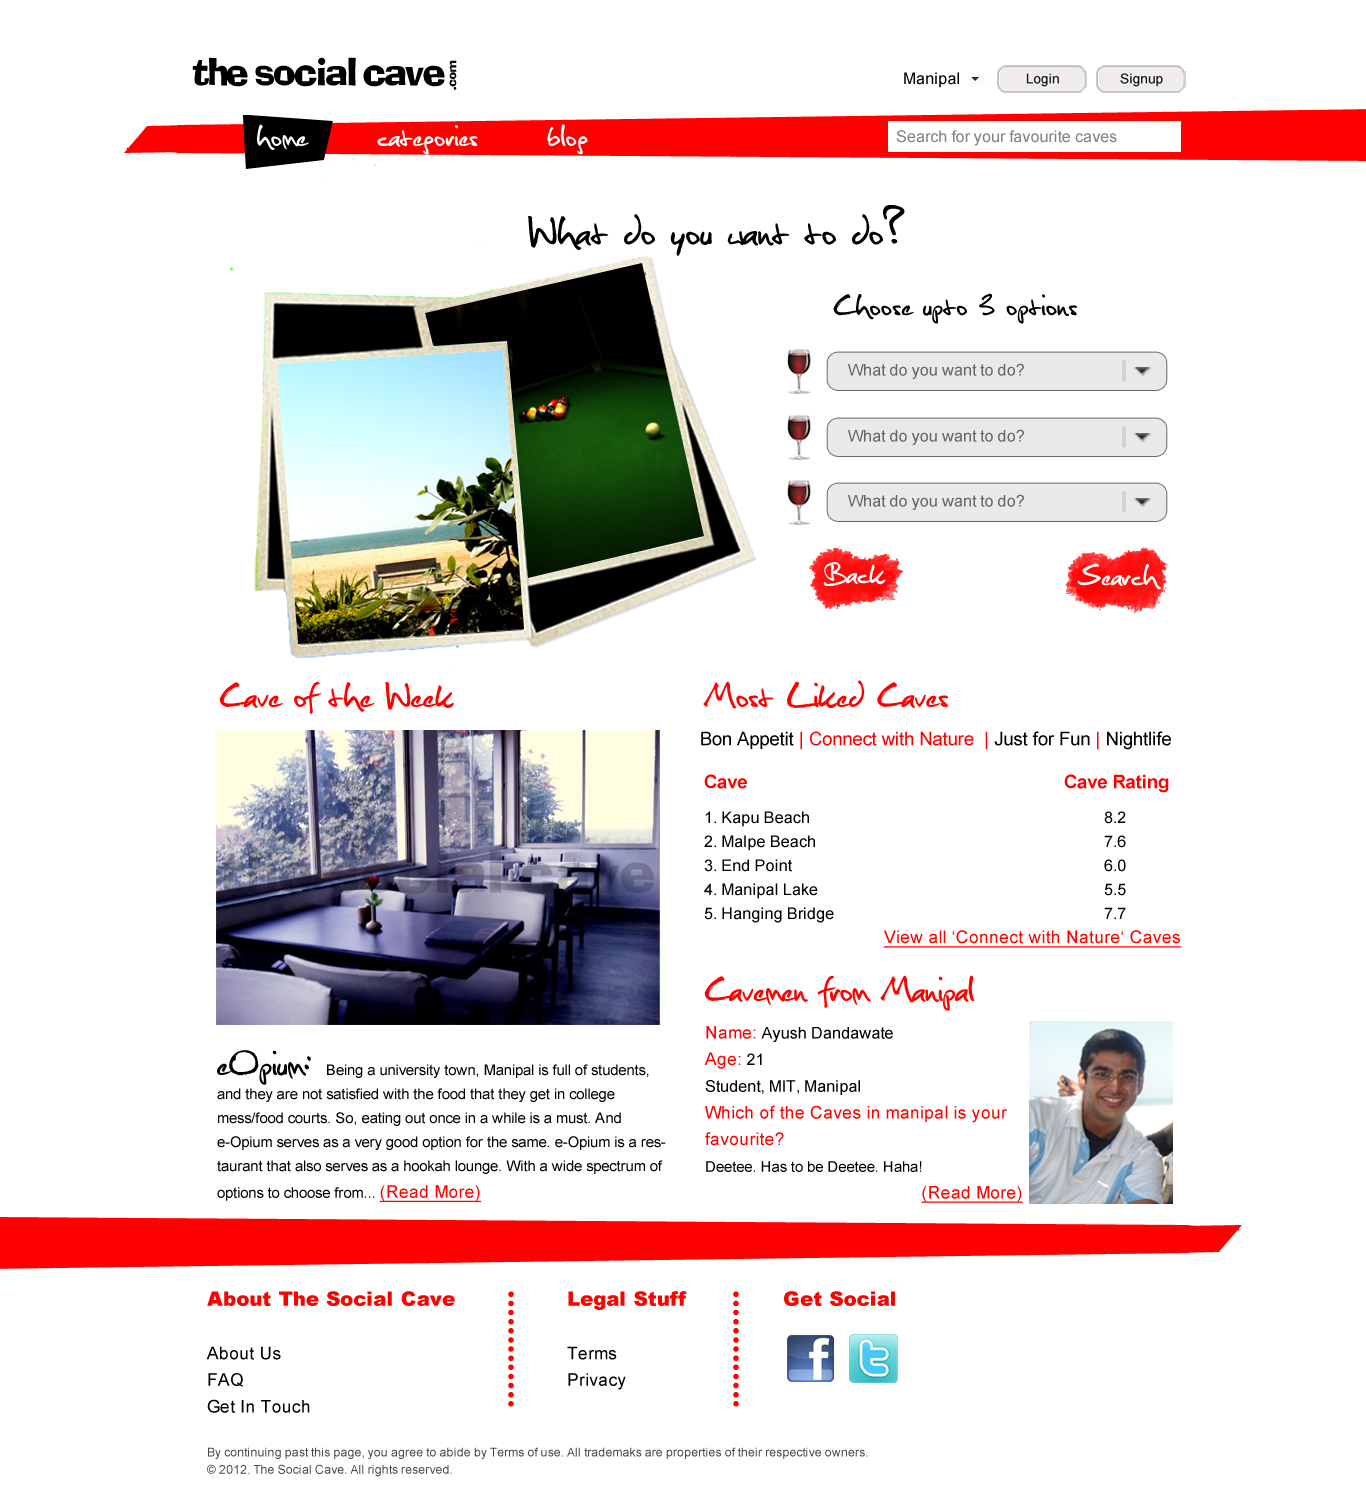 the social cave .com
Manipal
Login
Signup
home
categories
blog
Search for your favourite caves
What do you want to do?
Choose upto 3 options
What do you want to do?
What do you want to do?
What do you want to do?
Back
Search
Cave of the Week
social cave
eOpium: Being a university town, Manipal is full of students,
and they are not satisfied with the food that they get in college
mess/food courts. So, eating out once in a while is a must. And
e-Opium serves as a very good option for the same. e-Opium is a res-
taurant that also serves as a hookah lounge. With a wide spectrum of
options to choose from... (Read More)
Most Liked Caves
Bon Appetit | Connect with Nature | Just for Fun | Nightlife
Cave Cave Rating
1. Kapu Beach 8.2
2. Malpe Beach 7.6
3. End Point 6.0
4. Manipal Lake 5.5
5. Hanging Bridge 7.7
View all ‘Connect with Nature‘ Caves
Cavemen from Manipal
Name: Ayush Dandawate
Age: 21
Student, MIT, Manipal
Which of the Caves in manipal is your
favourite?
Deetee. Has to be Deetee. Haha!
(Read More)
About The Social Cave
About Us
FAQ
Get In Touch
Legal Stuff
Terms
Privacy
Get Social
f
t
By continuing past this page, you agree to abide by Terms of use. All trademaks are properties of their respective owners.
© 2012. The Social Cave. All rights reserved.